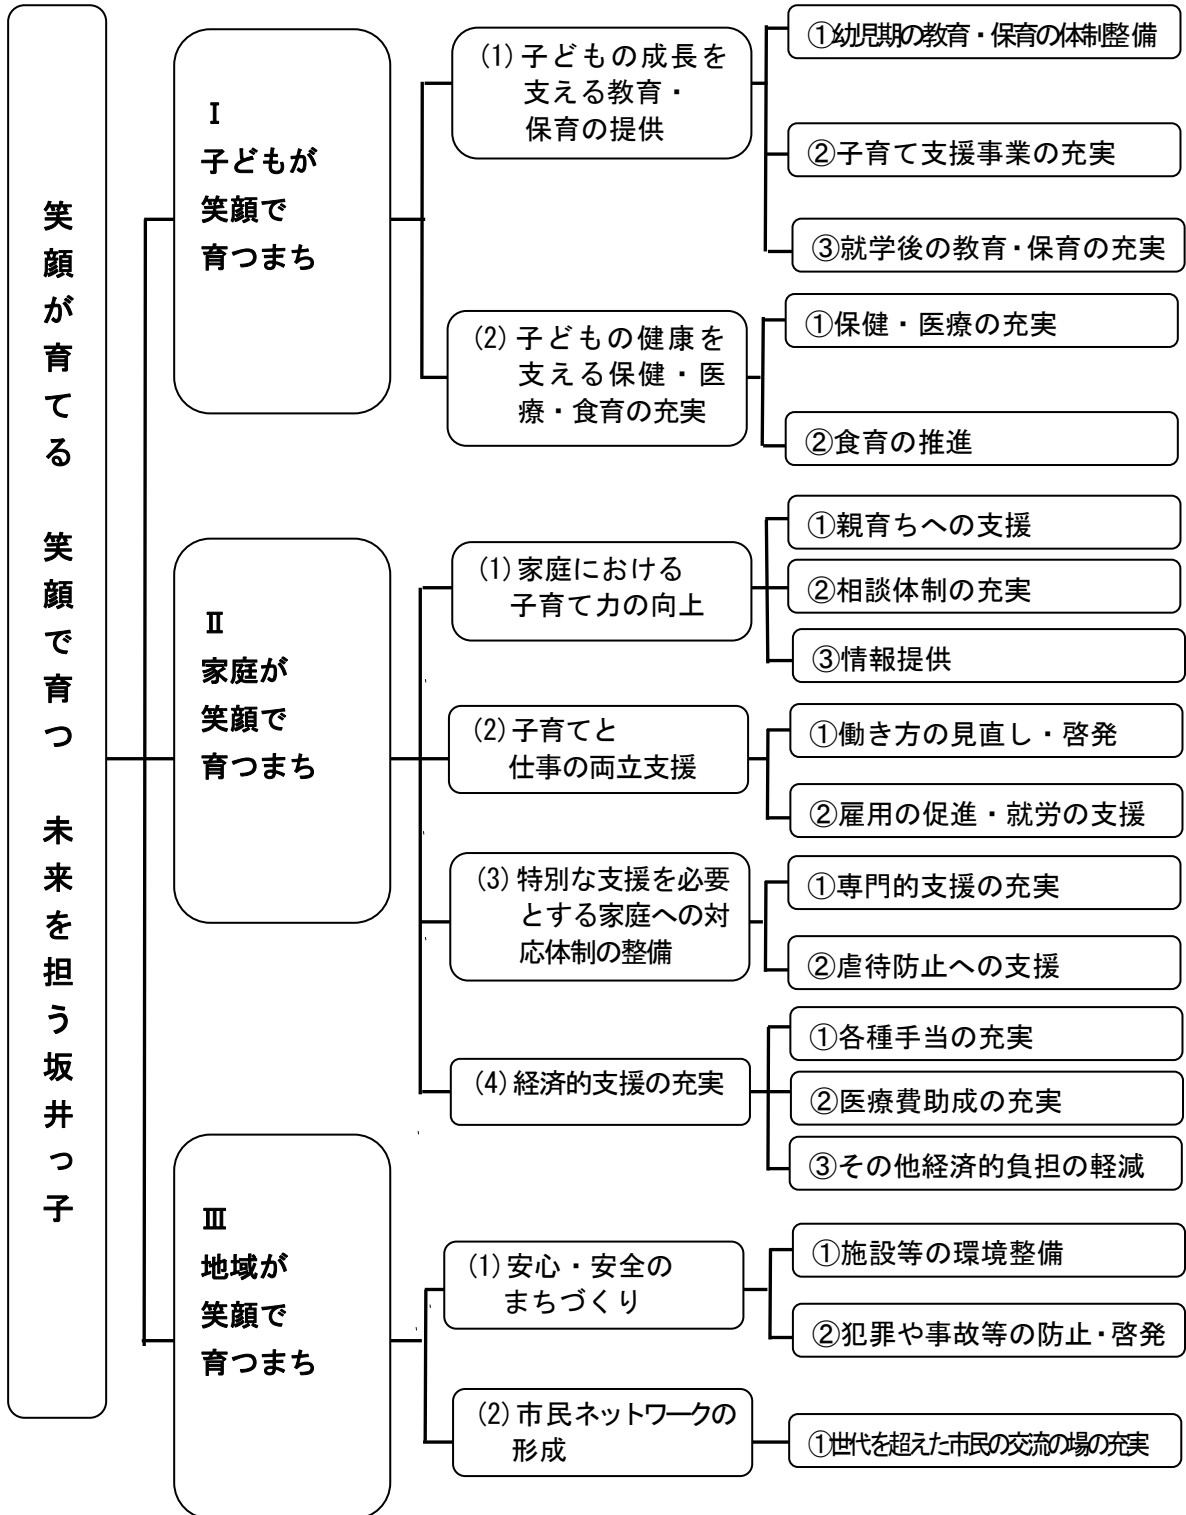 笑顔が育てる 笑顔で育つ 未来を担う坂井っ子
Ⅰ
子どもが
笑顔で
育つまち
(1) 子どもの成長を
支える教育・
保育の提供
①幼児期の教育・保育の体制整備
②子育て支援事業の充実
③就学後の教育・保育の充実
(2) 子どもの健康を
支える保健・医
療・食育の充実
①保健・医療の充実
②食育の推進
Ⅱ
家庭が
笑顔で
育つまち
(1) 家庭における
子育て力の向上
①親育ちへの支援
②相談体制の充実
③情報提供
(2) 子育てと
仕事の両立支援
①働き方の見直し・啓発
②雇用の促進・就労の支援
(3) 特別な支援を必要
とする家庭への対
応体制の整備
①専門的支援の充実
②虐待防止への支援
(4) 経済的支援の充実
①各種手当の充実
②医療費助成の充実
③その他経済的負担の軽減
Ⅲ
地域が
笑顔で
育つまち
(1) 安心・安全の
まちづくり
①施設等の環境整備
②犯罪や事故等の防止・啓発
(2) 市民ネットワークの
形成
①世代を超えた市民の交流の場の充実